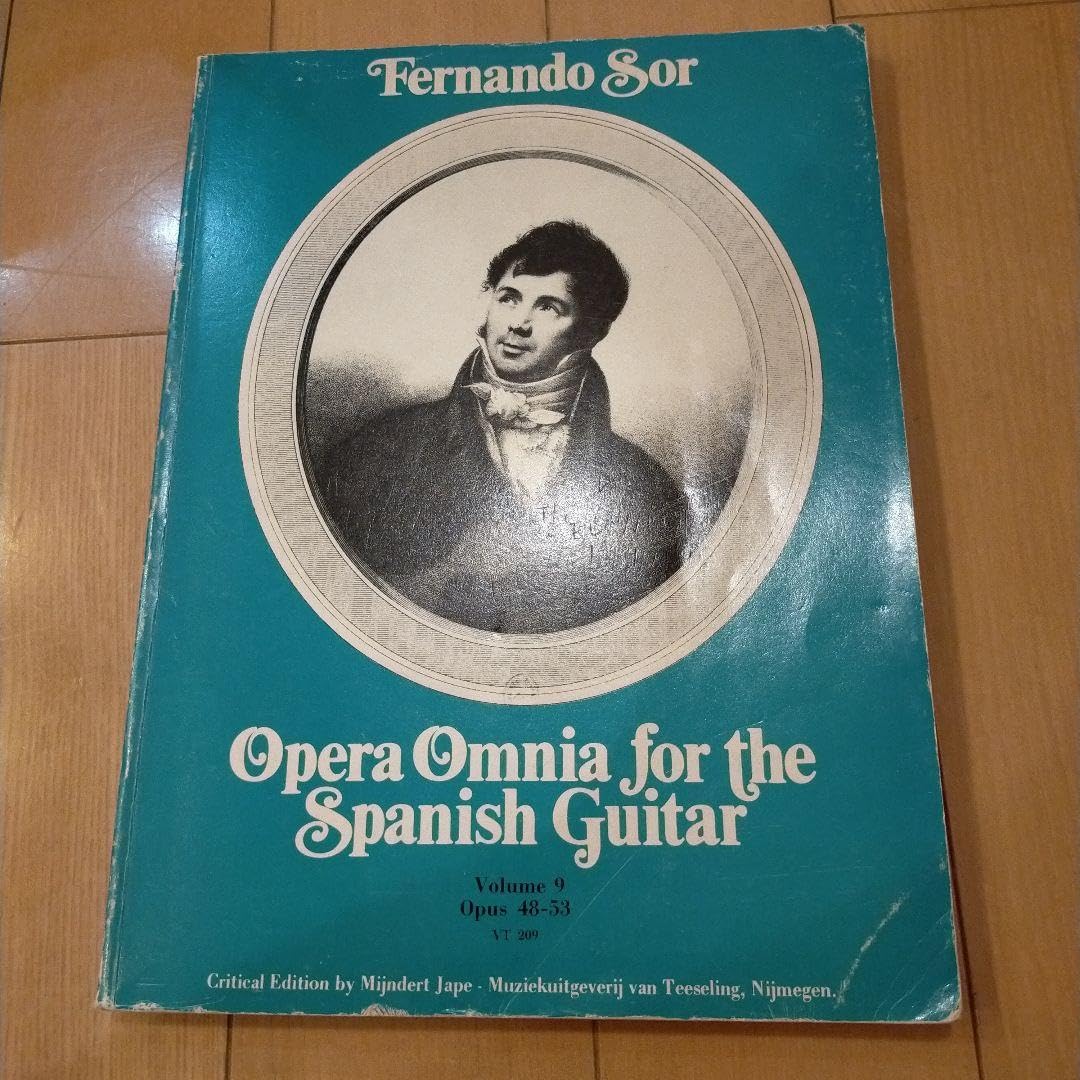 Fernando Sor
Opera Omnia for the
Spanish Guitar
Volume 9
Opus 48-53
VT 209
Critical Edition by Mijndert Jape - Muziekuitgeverij van Teeseling, Nijmegen.